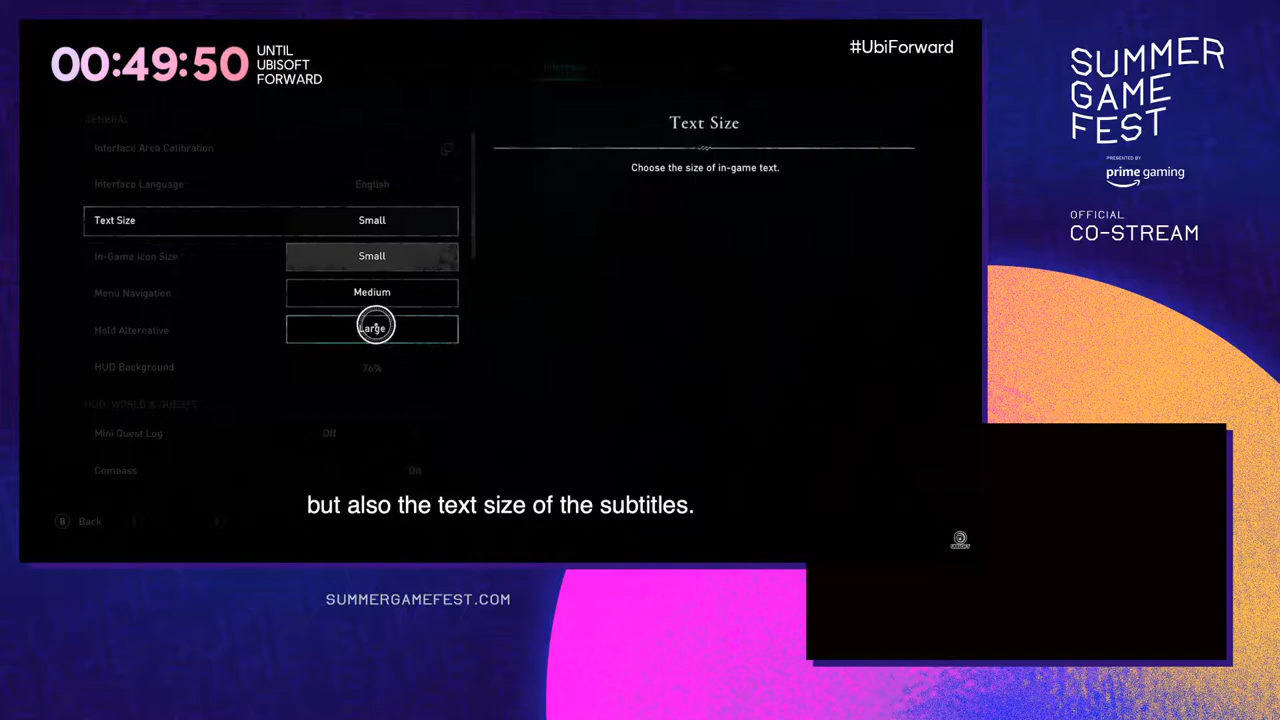 00:49:50
UNTIL
UBISOFT
FORWARD
#UbiForward
Interface
GENERAL
Interface Area Calibration
Interface Language English
Text Size Small
In-Game Icon Size Small
Menu Navigation Medium
Hold Alternative Large
HUD Background 76%
HUD, WORLD & QUESTS
Mini Quest Log Off
Compass On
B Back
Text Size
Choose the size of in-game text.
but also the text size of the subtitles.
UBISOFT
SUMMER
GAME
FEST
PRESENTED BY
prime gaming
OFFICIAL
CO-STREAM
SUMMERGAMEFEST.COM